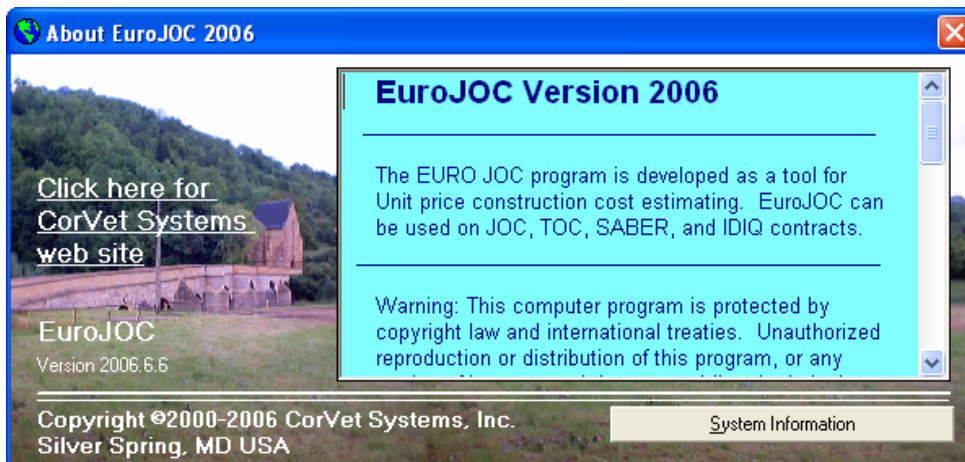 About EuroJOC 2006
EuroJOC Version 2006
The EURO JOC program is developed as a tool for
Unit price construction cost estimating. EuroJOC can
be used on JOC, TOC, SABER, and IDIQ contracts.
Warning: This computer program is protected by
copyright law and international treaties. Unauthorized
reproduction or distribution of this program, or any
Click here for
CorVet Systems
web site
EuroJOC
Version 2006.6.6
Copyright ©2000-2006 CorVet Systems, Inc.
Silver Spring, MD USA
System Information